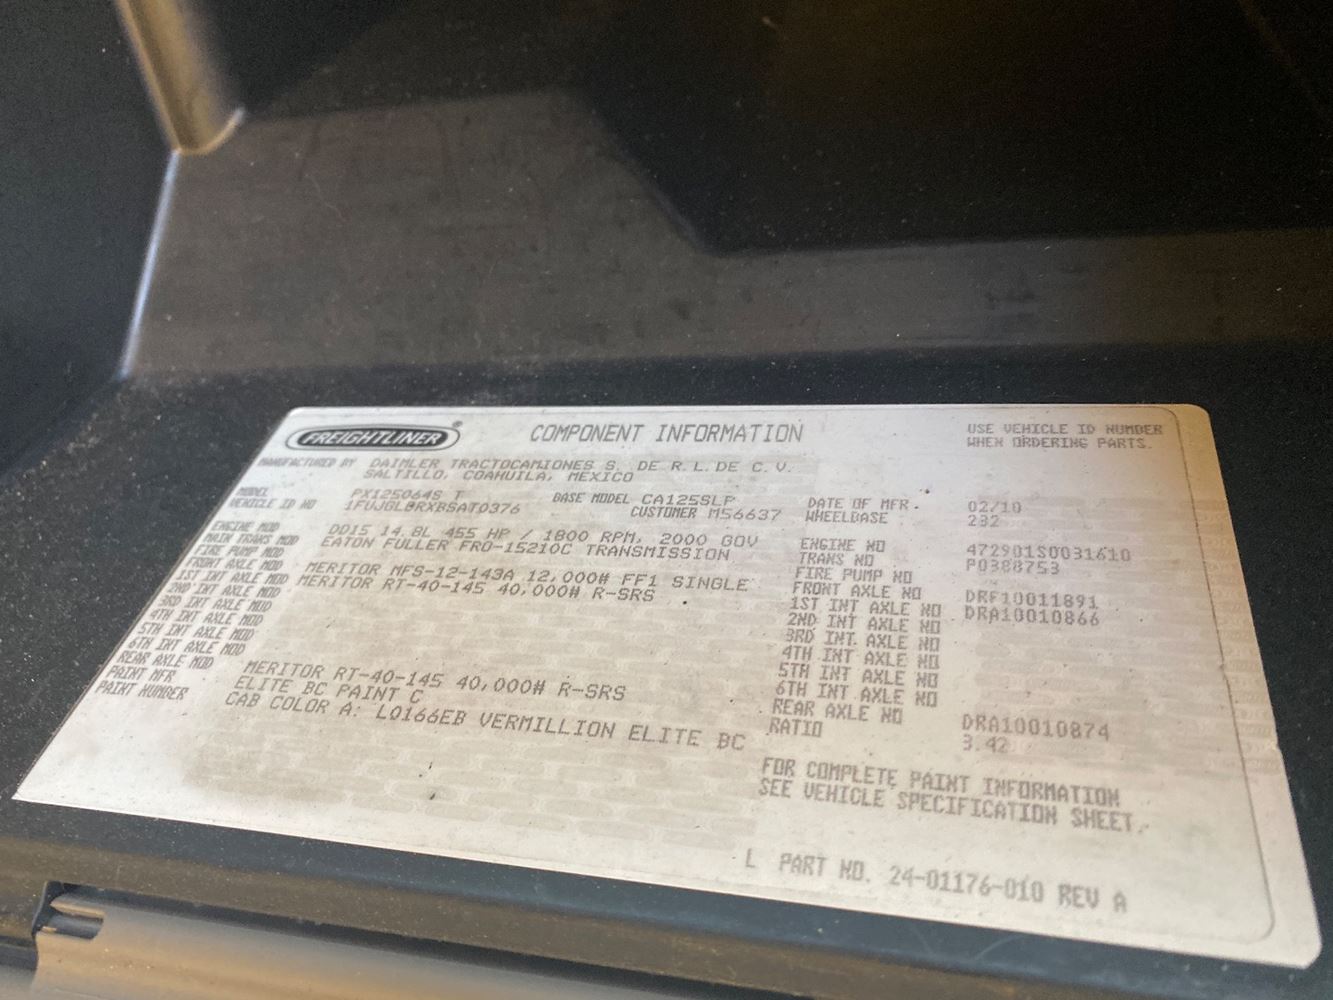 FREIGHTLINER®
COMPONENT INFORMATION
USE VEHICLE ID NUMBER
WHEN ORDERING PARTS.
MANUFACTURED BY DAIMLER TRACTOCAMIONES S. DE R.L. DE C.V.
SALTILLO, COAHUILA, MEXICO
MODEL PX125064S T BASE MODEL CA125SLP DATE OF MFR. 02/10
VEHICLE ID NO 1FUJGLDRXBSAT0376 CUSTOMER M56637 WHEELBASE 232
ENGINE MOD DD15 14.8L 455 HP / 1800 RPM, 2000 GOV ENGINE NO 472901S0031610
MAIN TRANS MOD EATON FULLER FRO-15210C TRANSMISSION TRANS NO P0388753
FIRE PUMP MOD FIRE PUMP NO
FRONT AXLE MOD MERITOR MFS-12-143A 12,000# FF1 SINGLE FRONT AXLE NO DRF10011891
1ST INT AXLE MOD MERITOR RT-40-145 40,000# R-SRS 1ST INT AXLE NO DRA10010866
2ND INT AXLE MOD 2ND INT AXLE NO
3RD INT AXLE MOD 3RD INT. AXLE NO
4TH INT AXLE MOD 4TH INT AXLE NO
5TH INT AXLE MOD 5TH INT AXLE NO
6TH INT AXLE MOD 6TH INT AXLE NO
REAR AXLE MOD MERITOR RT-40-145 40,000# R-SRS REAR AXLE NO DRA10010874
PAINT MFR ELITE BC PAINT C RATIO 3.42
PAINT NUMBER CAB COLOR A: L0166EB VERMILLION ELITE BC
FOR COMPLETE PAINT INFORMATION
SEE VEHICLE SPECIFICATION SHEET.
L PART NO. 24-01176-010 REV A